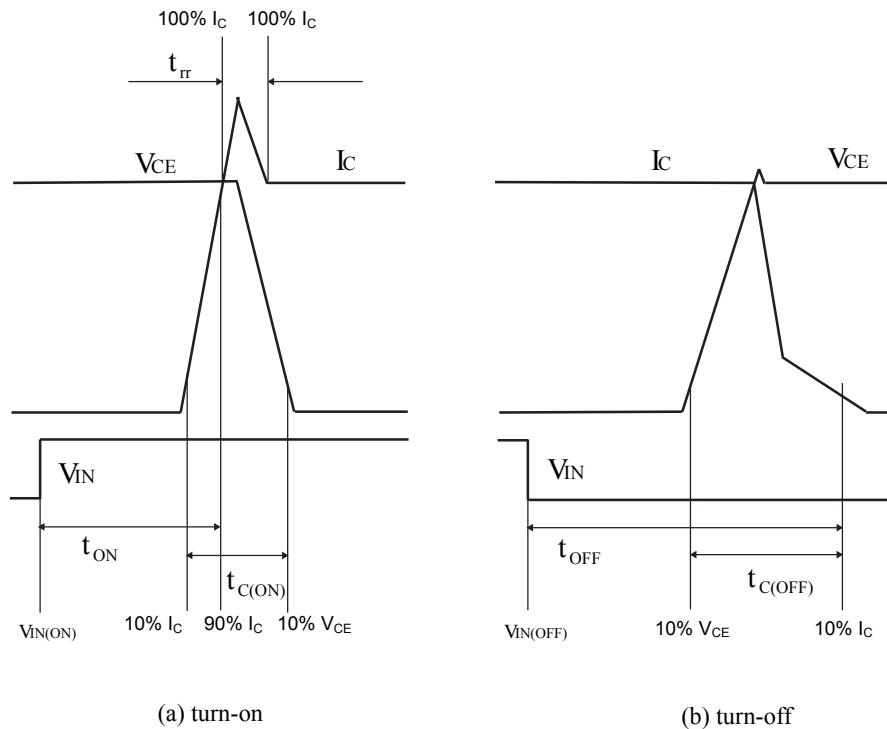 100% IC 100% IC
trr
VCE IC
IC VCE
VIN
VIN
tON
tOFF
tC(ON)
tC(OFF)
VIN(ON) 10% IC 90% IC 10% VCE
VIN(OFF) 10% VCE 10% IC
(a) turn-on
(b) turn-off